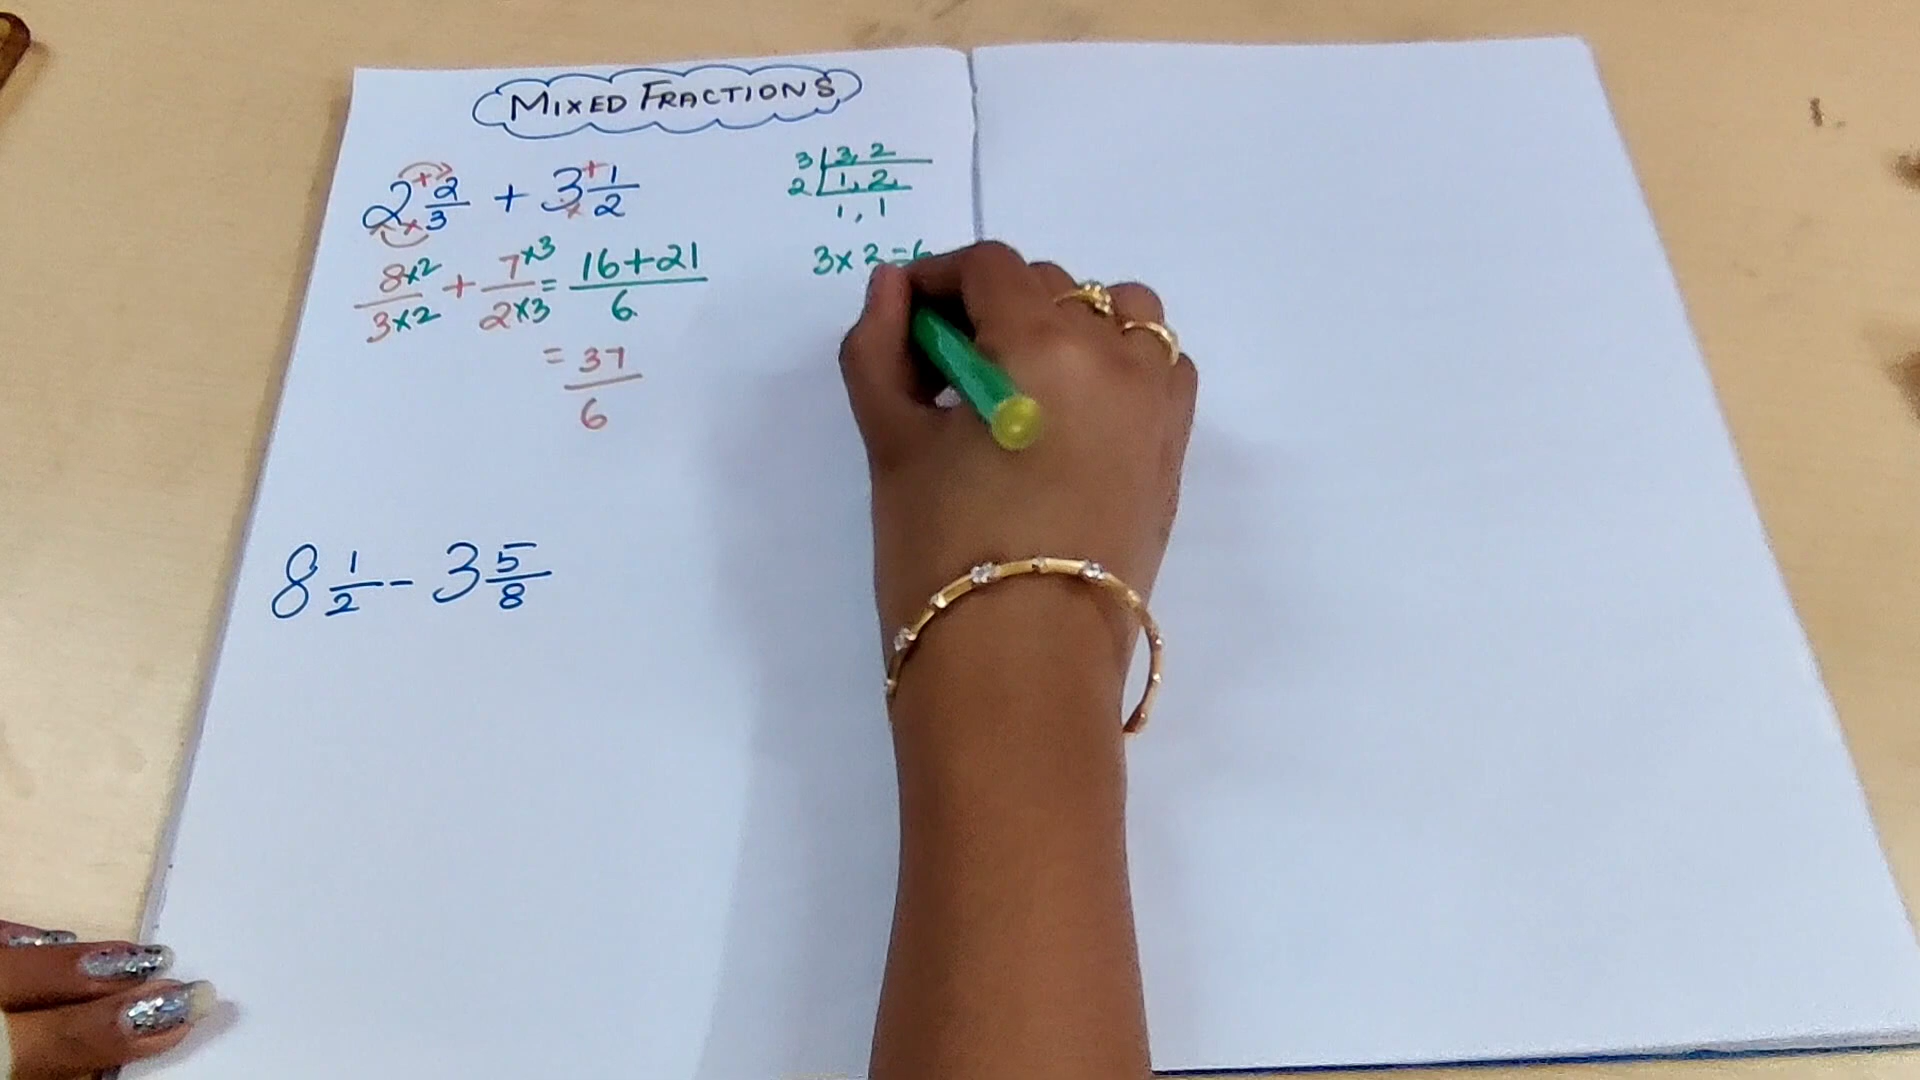 MIXED FRACTIONS
2 2/3 + 3 1/2
8×2/3×2 + 7×3/2×3 = 16+21/6
= 37/6
3 | 3, 2
2 | 1, 2
1, 1
3 × 2 = 6
8 1/2 - 3 5/8